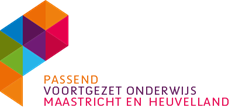 PASSEND
VOORTGEZET ONDERWIJS
MAASTRICHT EN HEUVELLAND